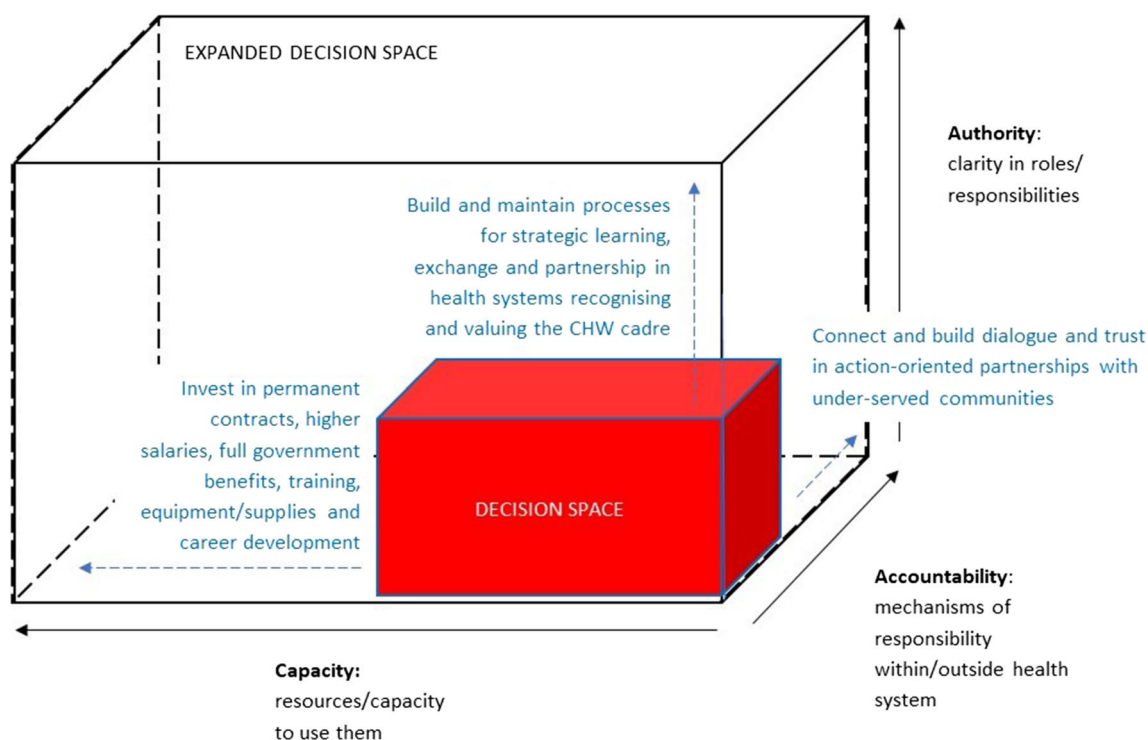 EXPANDED DECISION SPACE
Authority:
clarity in roles/
responsibilities
Build and maintain processes
for strategic learning,
exchange and partnership in
health systems recognising
and valuing the CHW cadre
Connect and build dialogue and trust
in action-oriented partnerships with
under-served communities
Invest in permanent
contracts, higher
salaries, full government
benefits, training,
equipment/supplies and
career development
DECISION SPACE
Accountability:
mechanisms of
responsibility
within/outside health
system
Capacity:
resources/capacity
to use them